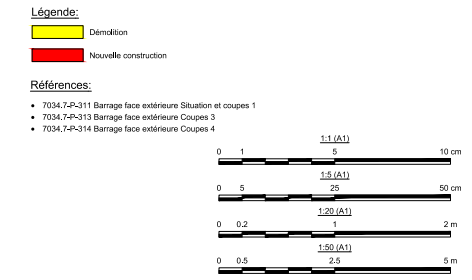 Légende:
Démolition
Nouvelle construction
Références:
• 7034.7-P-311 Barrage face extérieure Situation et coupes 1
• 7034.7-P-313 Barrage face extérieure Coupes 3
• 7034.7-P-314 Barrage face extérieure Coupes 4
1:1 (A1)
0 1 5 10 cm
1:5 (A1)
0 5 25 50 cm
1:20 (A1)
0 0.2 1 2 m
1:50 (A1)
0 0.5 2.5 5 m